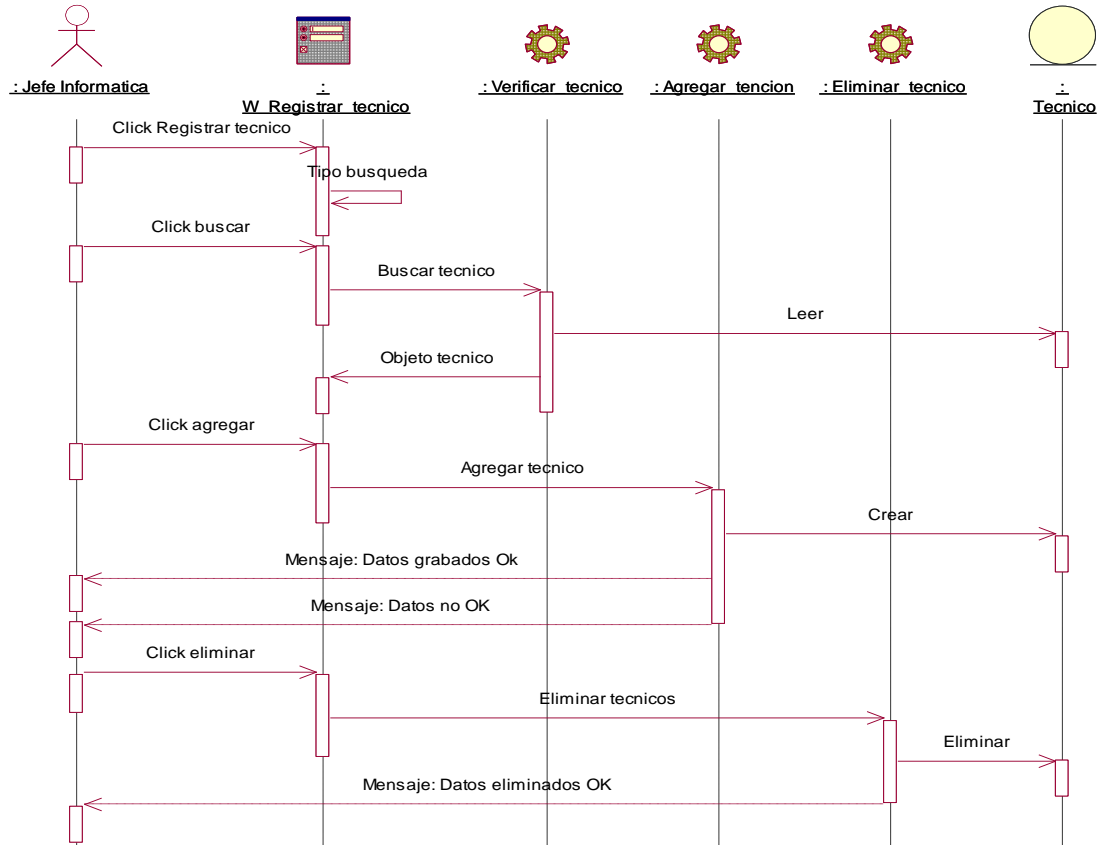 : Jefe Informatica
:
W_Registrar_tecnico
: Verificar_tecnico
: Agregar_tencion
: Eliminar_tecnico
:
Tecnico
Click Registrar tecnico
Tipo busqueda
Click buscar
Buscar tecnico
Leer
Objeto tecnico
Click agregar
Agregar tecnico
Crear
Mensaje: Datos grabados Ok
Mensaje: Datos no OK
Click eliminar
Eliminar tecnicos
Eliminar
Mensaje: Datos eliminados OK